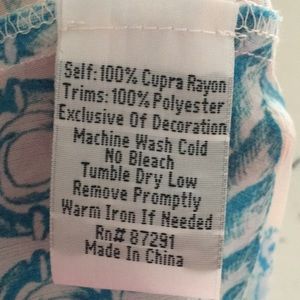 Self: 100% Cupra Rayon
Trims: 100% Polyester
Exclusive Of Decoration
Machine Wash Cold
No Bleach
Tumble Dry Low
Remove Promptly
Warm Iron If Needed
Rn# 87291
Made In China